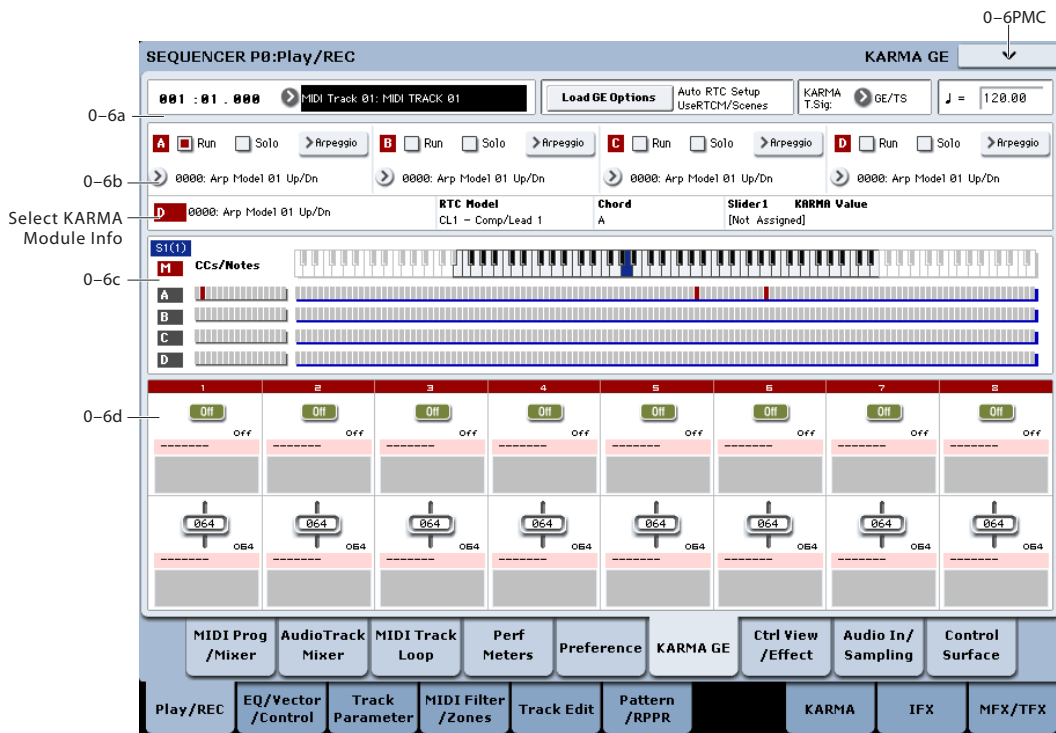 0–6PMC
SEQUENCER P0:Play/REC KARMA GE
001 :01 . 000 MIDI Track 01: MIDI TRACK 01 Load GE Options Auto RTC Setup UseRTCM/Scenes KARMA T.Sig: GE/TS ♩ = 120.00
0–6a
A Run Solo >Arpeggio B Run Solo >Arpeggio C Run Solo >Arpeggio D Run Solo >Arpeggio
0–6b
0000: Arp Model 01 Up/Dn 0000: Arp Model 01 Up/Dn 0000: Arp Model 01 Up/Dn 0000: Arp Model 01 Up/Dn
Select KARMA Module Info
D 0000: Arp Model 01 Up/Dn RTC Model Chord Slider1 KARMA Value
CL1 - Comp/Lead 1 A [Not Assigned]
S1(1)
M CCs/Notes
0–6c
A
B
C
D
1 2 3 4 5 6 7 8
0–6d
Off Off Off Off Off Off Off Off
Off Off Off Off Off Off Off Off
------- ------- ------- ------- ------- ------- ------- -------
064 064 064 064 064 064 064 064
064 064 064 064 064 064 064 064
------- ------- ------- ------- ------- ------- ------- -------
MIDI Prog /Mixer AudioTrack Mixer MIDI Track Loop Perf Meters Preference KARMA GE Ctrl View /Effect Audio In/ Sampling Control Surface
Play/REC EQ/Vector /Control Track Parameter MIDI Filter /Zones Track Edit Pattern /RPPR KARMA IFX MFX/TFX